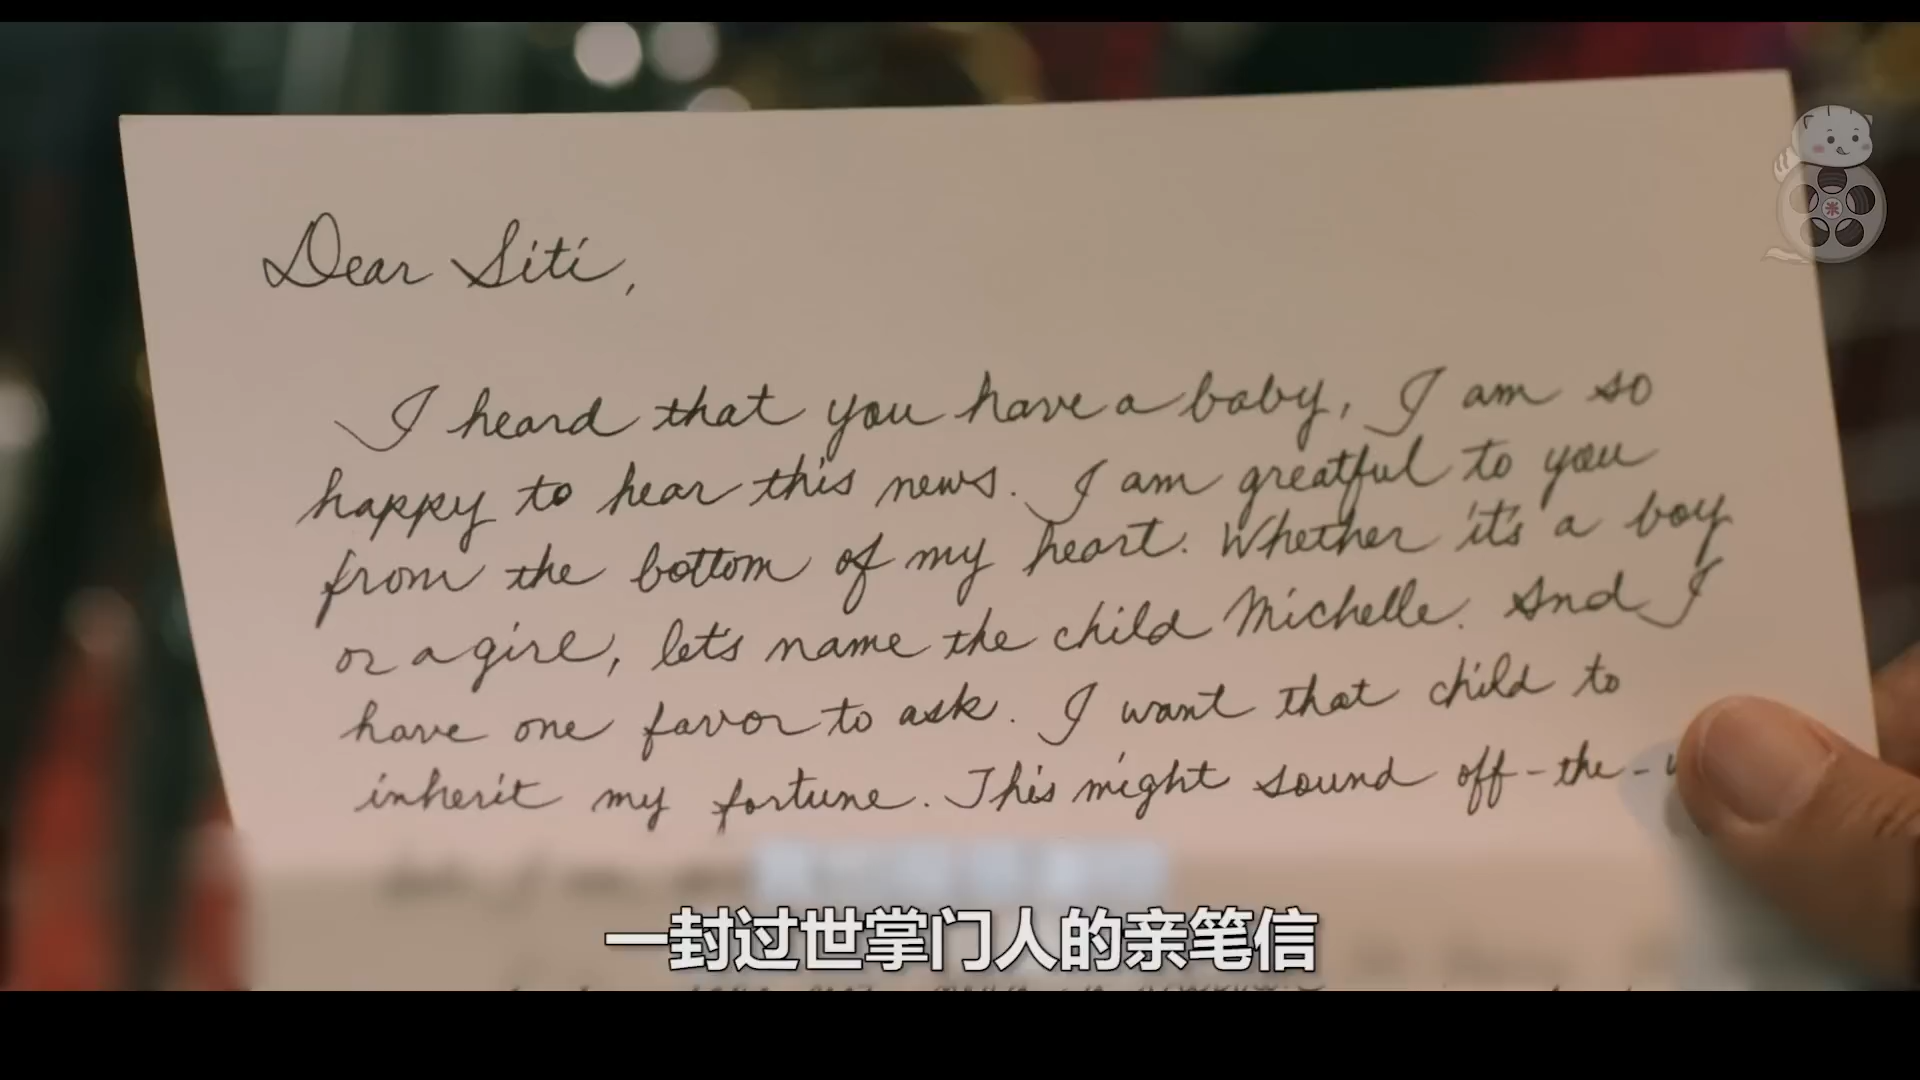 Dear Siti,
I heard that you have a baby, I am so
happy to hear this news. I am greatful to you
from the bottom of my heart. Whether it's a boy
or a girl, let's name the child Michelle. And I
have one favor to ask. I want that child to
inherit my fortune. This might sound off-the-
一封过世掌门人的亲笔信